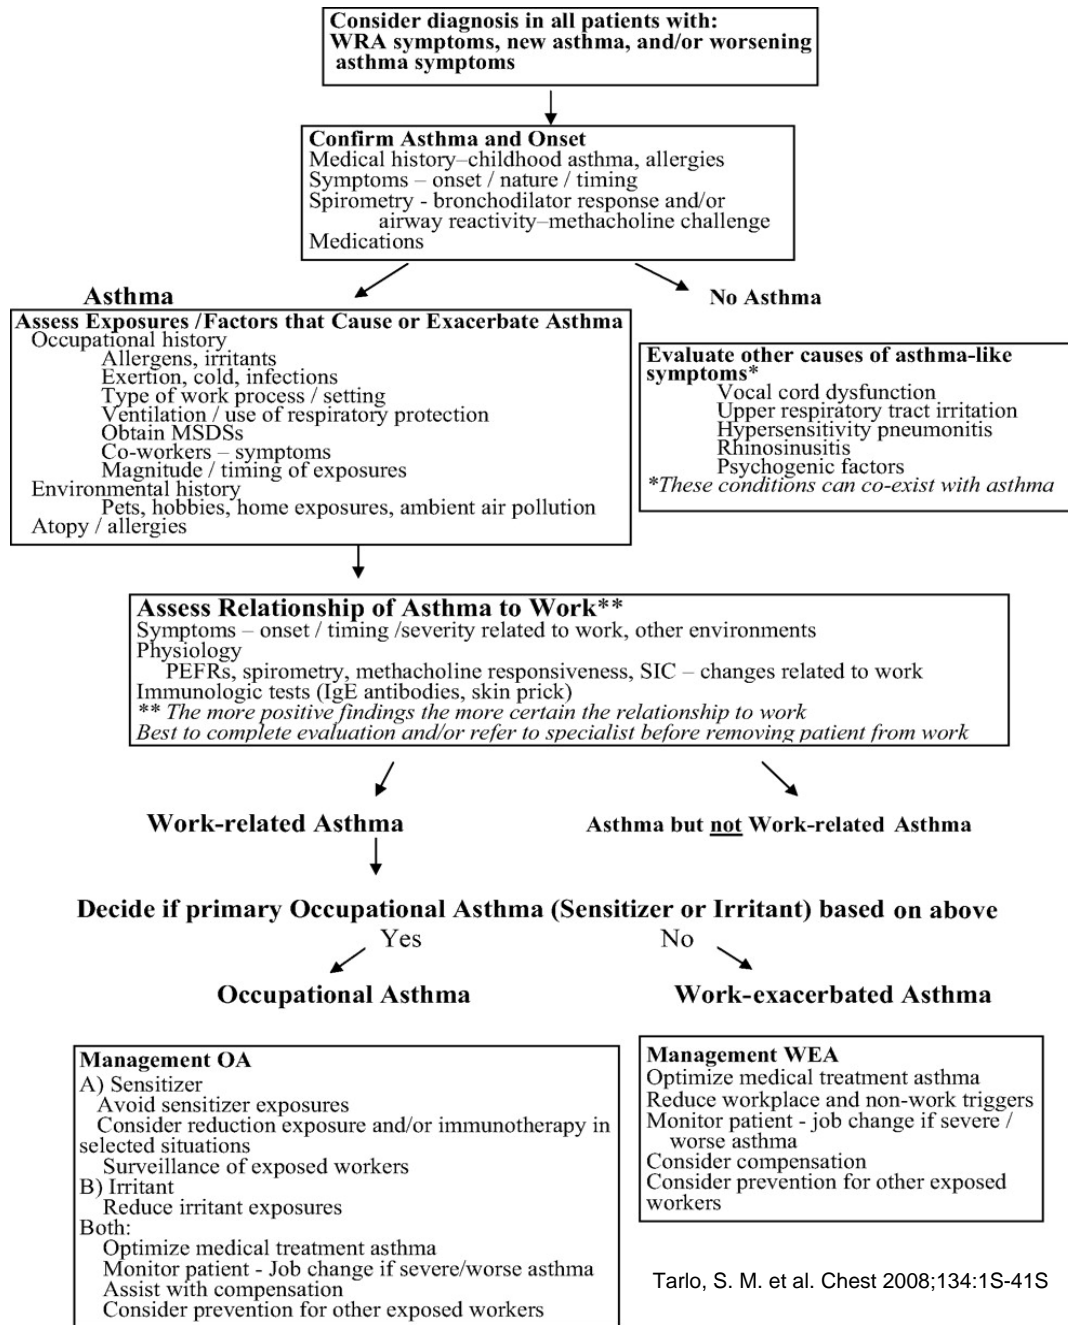 Consider diagnosis in all patients with:
WRA symptoms, new asthma, and/or worsening
asthma symptoms
Confirm Asthma and Onset
Medical history–childhood asthma, allergies
Symptoms – onset / nature / timing
Spirometry - bronchodilator response and/or
airway reactivity–methacholine challenge
Medications
Asthma
No Asthma
Assess Exposures /Factors that Cause or Exacerbate Asthma
Occupational history
Allergens, irritants
Exertion, cold, infections
Type of work process / setting
Ventilation / use of respiratory protection
Obtain MSDSs
Co-workers – symptoms
Magnitude / timing of exposures
Environmental history
Pets, hobbies, home exposures, ambient air pollution
Atopy / allergies
Evaluate other causes of asthma-like
symptoms*
Vocal cord dysfunction
Upper respiratory tract irritation
Hypersensitivity pneumonitis
Rhinosinusitis
Psychogenic factors
*These conditions can co-exist with asthma
Assess Relationship of Asthma to Work**
Symptoms – onset / timing /severity related to work, other environments
Physiology
PEFRs, spirometry, methacholine responsiveness, SIC – changes related to work
Immunologic tests (IgE antibodies, skin prick)
** The more positive findings the more certain the relationship to work
Best to complete evaluation and/or refer to specialist before removing patient from work
Work-related Asthma
Asthma but not Work-related Asthma
Decide if primary Occupational Asthma (Sensitizer or Irritant) based on above
Yes
No
Occupational Asthma
Work-exacerbated Asthma
Management OA
A) Sensitizer
Avoid sensitizer exposures
Consider reduction exposure and/or immunotherapy in
selected situations
Surveillance of exposed workers
B) Irritant
Reduce irritant exposures
Both:
Optimize medical treatment asthma
Monitor patient - Job change if severe/worse asthma
Assist with compensation
Consider prevention for other exposed workers
Management WEA
Optimize medical treatment asthma
Reduce workplace and non-work triggers
Monitor patient - job change if severe /
worse asthma
Consider compensation
Consider prevention for other exposed
workers
Tarlo, S. M. et al. Chest 2008;134:1S-41S